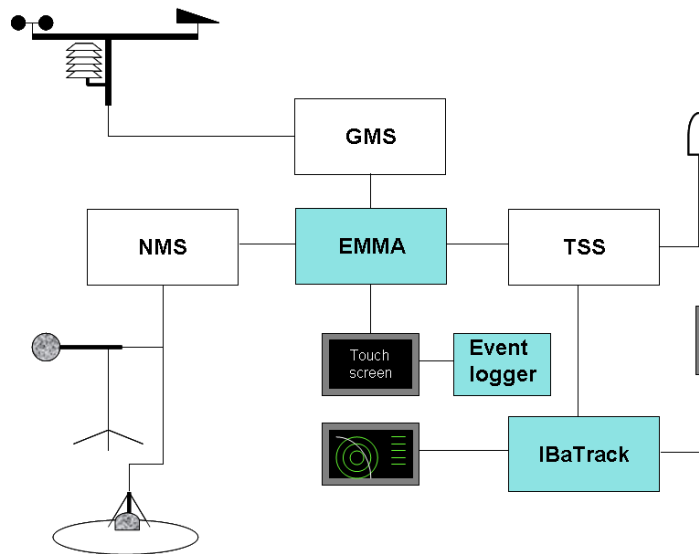 GMS
NMS
EMMA
TSS
Touch
screen
Event
logger
IBaTrack